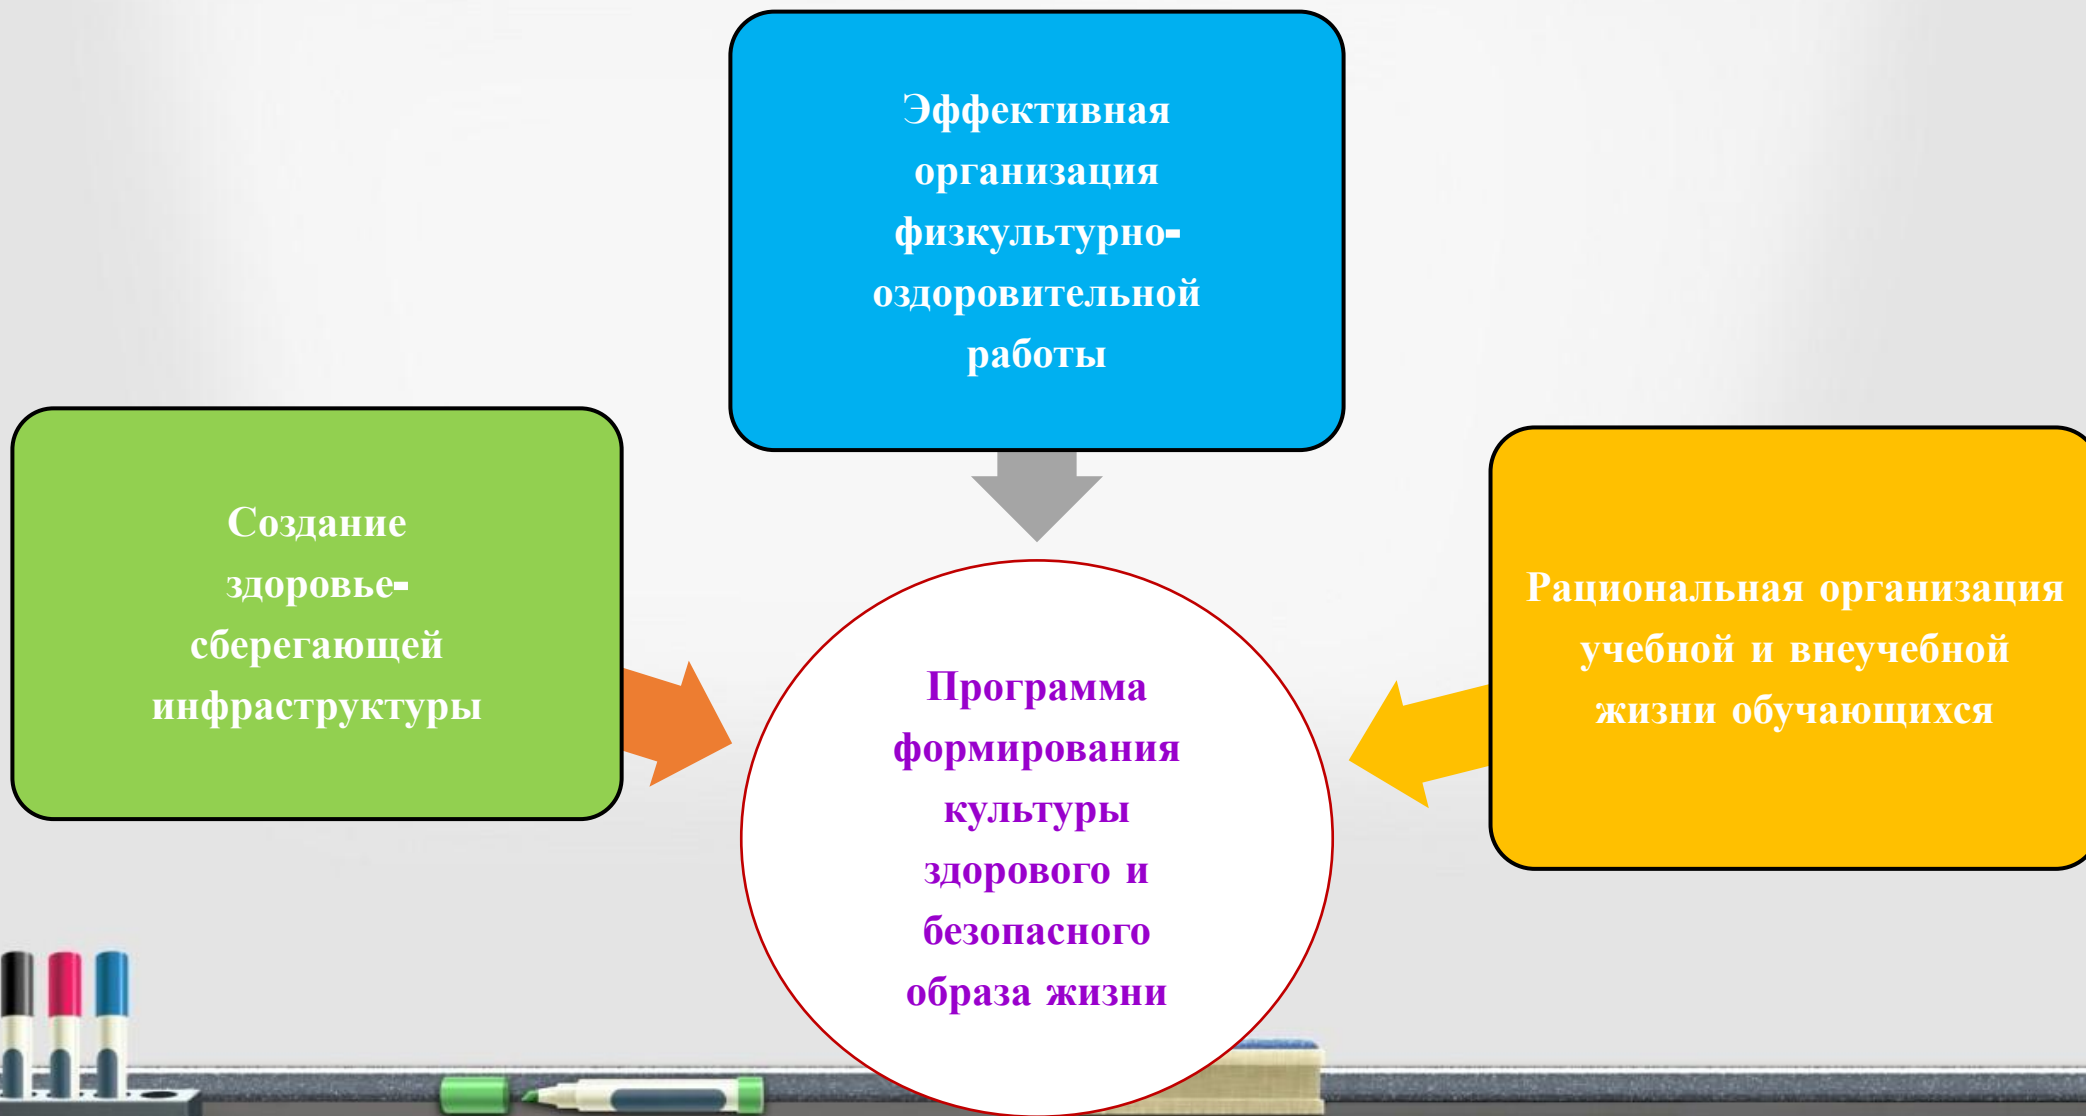 Эффективная
организация
физкультурно-
оздоровительной
работы
Создание
здоровье-
сберегающей
инфраструктуры
Рациональная организация
учебной и внеучебной
жизни обучающихся
Программа
формирования
культуры
здорового и
безопасного
образа жизни